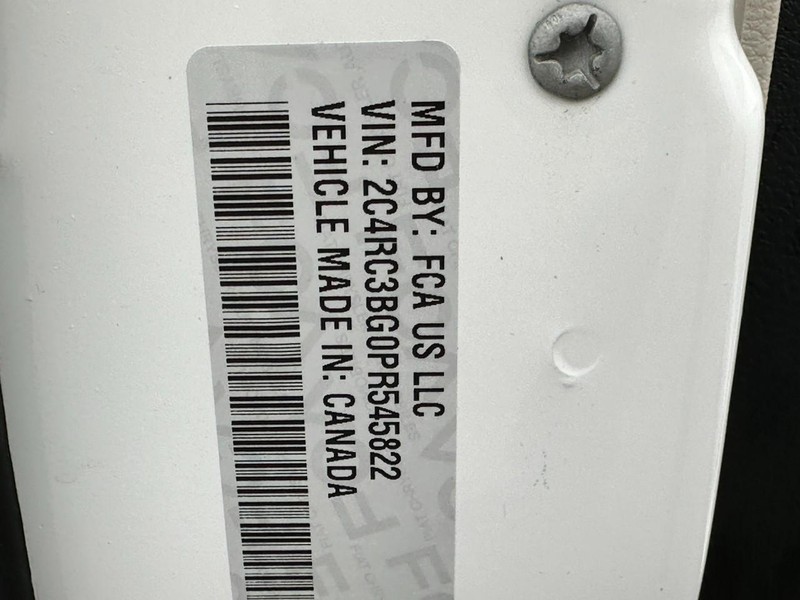 MFD BY: FCA US LLC
VIN: 2C4RC3BG0PR545822
VEHICLE MADE IN: CANADA